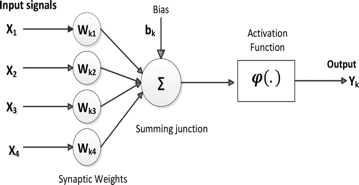 Input signals
Bias
b_k
Activation
Function
X_1
W_k1
X_2
W_k2
Σ
φ(.)
Output
Y_k
X_3
W_k3
Summing junction
X_4
W_k4
Synaptic Weights